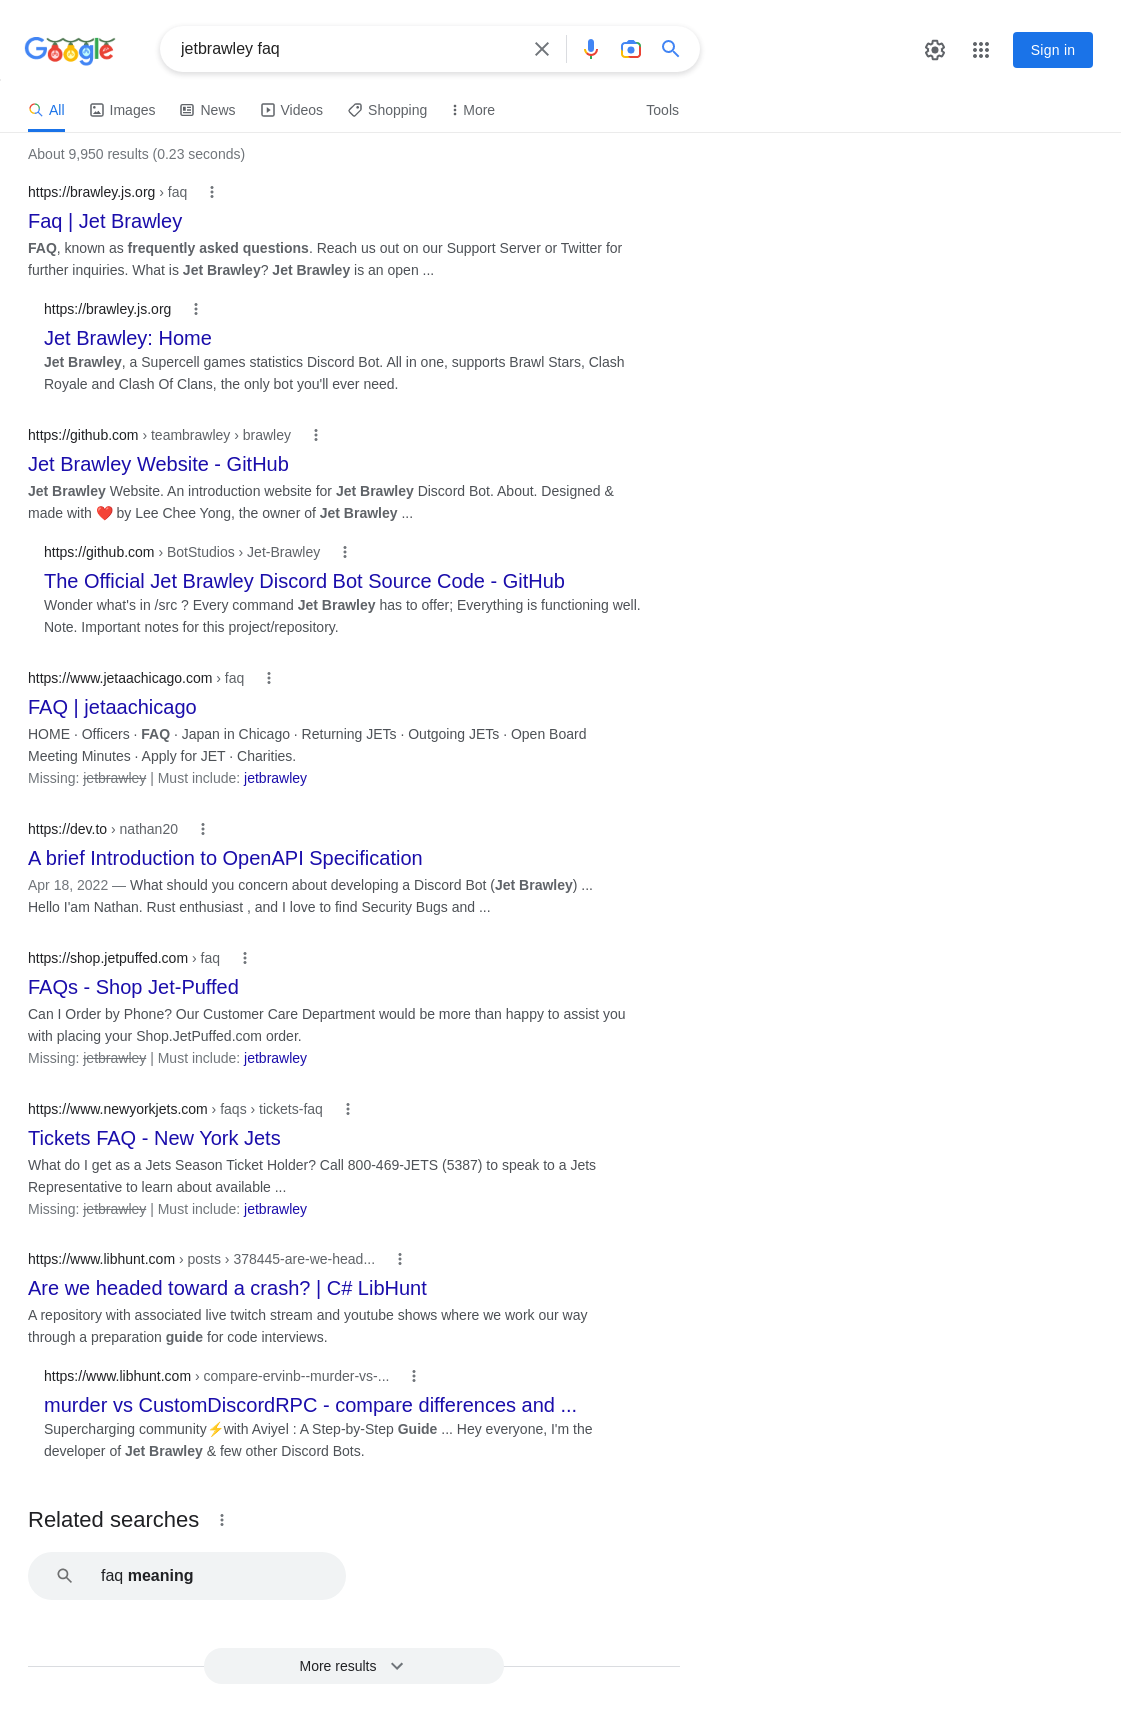 Google
jetbrawley faq
Sign in
All
Images
News
Videos
Shopping
More
Tools
About 9,950 results (0.23 seconds)
https://brawley.js.org › faq
Faq | Jet Brawley
FAQ, known as frequently asked questions. Reach us out on our Support Server or Twitter for
further inquiries. What is Jet Brawley? Jet Brawley is an open ...
https://brawley.js.org
Jet Brawley: Home
Jet Brawley, a Supercell games statistics Discord Bot. All in one, supports Brawl Stars, Clash
Royale and Clash Of Clans, the only bot you'll ever need.
https://github.com › teambrawley › brawley
Jet Brawley Website - GitHub
Jet Brawley Website. An introduction website for Jet Brawley Discord Bot. About. Designed &
made with ❤️ by Lee Chee Yong, the owner of Jet Brawley ...
https://github.com › BotStudios › Jet-Brawley
The Official Jet Brawley Discord Bot Source Code - GitHub
Wonder what's in /src ? Every command Jet Brawley has to offer; Everything is functioning well.
Note. Important notes for this project/repository.
https://www.jetaachicago.com › faq
FAQ | jetaachicago
HOME · Officers · FAQ · Japan in Chicago · Returning JETs · Outgoing JETs · Open Board
Meeting Minutes · Apply for JET · Charities.
Missing: jetbrawley | Must include: jetbrawley
https://dev.to › nathan20
A brief Introduction to OpenAPI Specification
Apr 18, 2022 — What should you concern about developing a Discord Bot (Jet Brawley) ...
Hello I'am Nathan. Rust enthusiast , and I love to find Security Bugs and ...
https://shop.jetpuffed.com › faq
FAQs - Shop Jet-Puffed
Can I Order by Phone? Our Customer Care Department would be more than happy to assist you
with placing your Shop.JetPuffed.com order.
Missing: jetbrawley | Must include: jetbrawley
https://www.newyorkjets.com › faqs › tickets-faq
Tickets FAQ - New York Jets
What do I get as a Jets Season Ticket Holder? Call 800-469-JETS (5387) to speak to a Jets
Representative to learn about available ...
Missing: jetbrawley | Must include: jetbrawley
https://www.libhunt.com › posts › 378445-are-we-head...
Are we headed toward a crash? | C# LibHunt
A repository with associated live twitch stream and youtube shows where we work our way
through a preparation guide for code interviews.
https://www.libhunt.com › compare-ervinb--murder-vs-...
murder vs CustomDiscordRPC - compare differences and ...
Supercharging community⚡with Aviyel : A Step-by-Step Guide ... Hey everyone, I'm the
developer of Jet Brawley & few other Discord Bots.
Related searches
faq meaning
More results